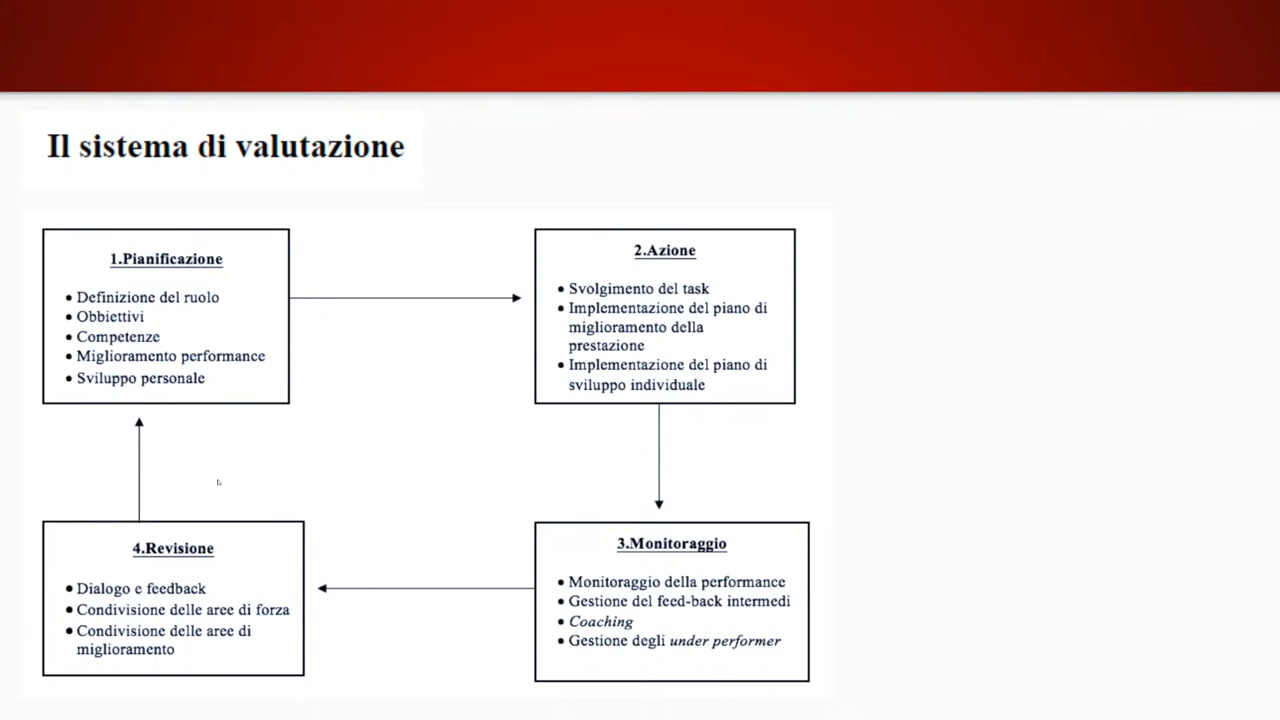 Il sistema di valutazione
1.Pianificazione
• Definizione del ruolo
• Obbiettivi
• Competenze
• Miglioramento performance
• Sviluppo personale
2.Azione
• Svolgimento del task
• Implementazione del piano di
miglioramento della
prestazione
• Implementazione del piano di
sviluppo individuale
3.Monitoraggio
• Monitoraggio della performance
• Gestione del feed-back intermedi
• Coaching
• Gestione degli under performer
4.Revisione
• Dialogo e feedback
• Condivisione delle aree di forza
• Condivisione delle aree di
miglioramento